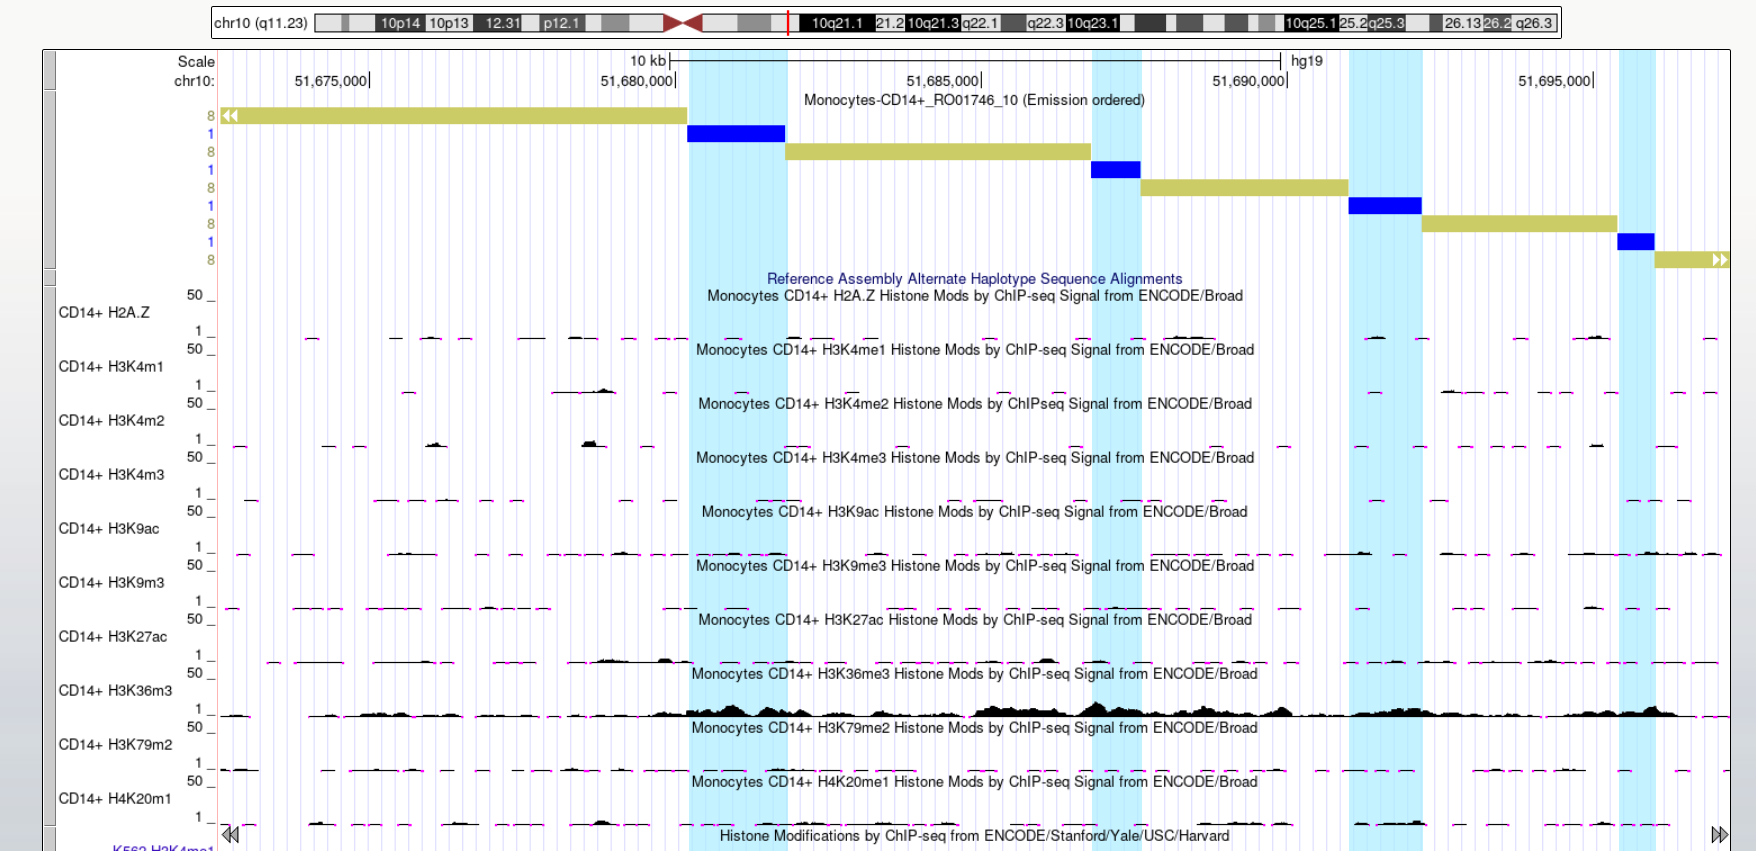 chr10 (q11.23) 10p14 10p13 12.31 p12.1 10q21.1 21.2 10q21.3 q22.1 q22.3 10q23.1 10q25.1 25.2 q25.3 26.13 26.2 q26.3
Scale 10 kb hg19
chr10: 51,675,000 51,680,000 51,685,000 51,690,000 51,695,000
Monocytes-CD14+_RO01746_10 (Emission ordered)
8
1
8
1
8
1
8
1
8
Reference Assembly Alternate Haplotype Sequence Alignments
50 _ Monocytes CD14+ H2A.Z Histone Mods by ChIP-seq Signal from ENCODE/Broad
CD14+ H2A.Z
1 _
50 _ Monocytes CD14+ H3K4me1 Histone Mods by ChIP-seq Signal from ENCODE/Broad
CD14+ H3K4m1
1 _
50 _ Monocytes CD14+ H3K4me2 Histone Mods by ChIPseq Signal from ENCODE/Broad
CD14+ H3K4m2
1 _
50 _ Monocytes CD14+ H3K4me3 Histone Mods by ChIP-seq Signal from ENCODE/Broad
CD14+ H3K4m3
1 _
50 _ Monocytes CD14+ H3K9ac Histone Mods by ChIP-seq Signal from ENCODE/Broad
CD14+ H3K9ac
1 _
50 _ Monocytes CD14+ H3K9me3 Histone Mods by ChIP-seq Signal from ENCODE/Broad
CD14+ H3K9m3
1 _
50 _ Monocytes CD14+ H3K27ac Histone Mods by ChIP-seq Signal from ENCODE/Broad
CD14+ H3K27ac
1 _
50 _ Monocytes CD14+ H3K36me3 Histone Mods by ChIP-seq Signal from ENCODE/Broad
CD14+ H3K36m3
1 _
50 _ Monocytes CD14+ H3K79me2 Histone Mods by ChIP-seq Signal from ENCODE/Broad
CD14+ H3K79m2
1 _
50 _ Monocytes CD14+ H4K20me1 Histone Mods by ChIP-seq Signal from ENCODE/Broad
CD14+ H4K20m1
1 _
Histone Modifications by ChIP-seq from ENCODE/Stanford/Yale/USC/Harvard
K562 H3K4me1